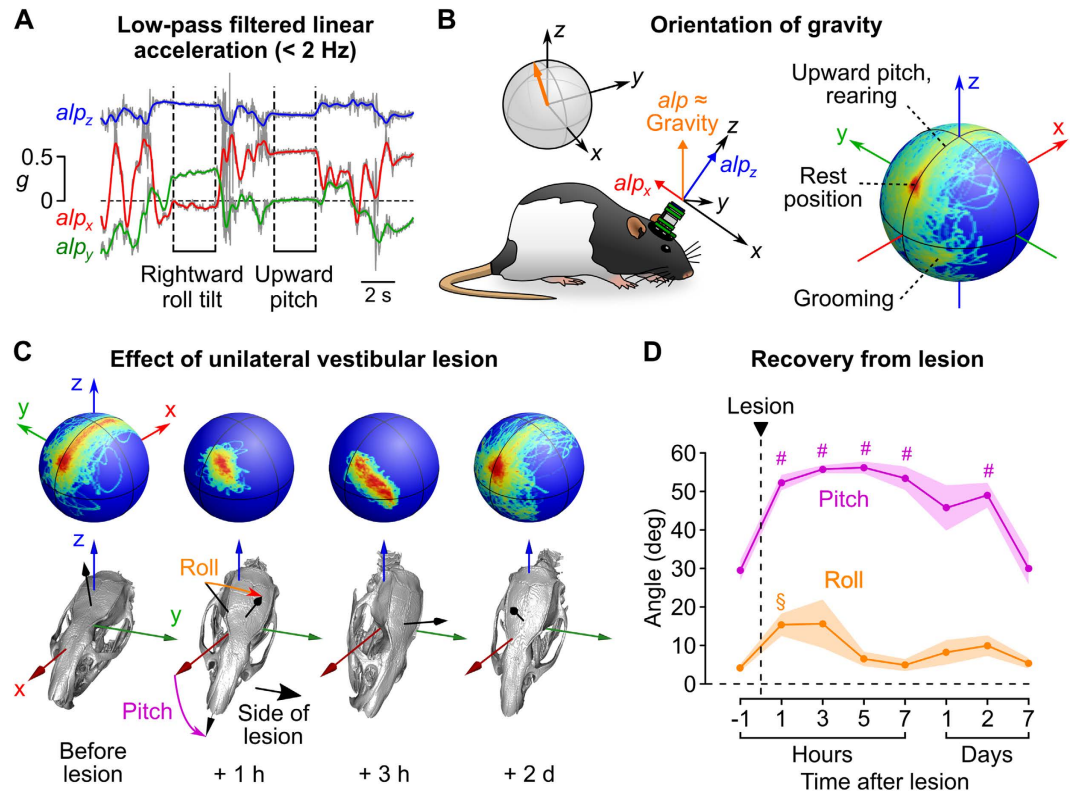 A
Low-pass filtered linear
acceleration (< 2 Hz)
alpz
0.5
g
0
alpx
alpy
Rightward
roll tilt
Upward
pitch
2 s
B
Orientation of gravity
z
y
x
alp ≈
Gravity
z
alpz
alpx
y
x
Upward pitch,
rearing
z
y
x
Rest
position
Grooming
C
Effect of unilateral vestibular lesion
z
y
x
z
Roll
y
x
Pitch
Side of
lesion
Before
lesion
+ 1 h
+ 3 h
+ 2 d
D
Recovery from lesion
Lesion
60
50
40
30
20
10
0
Angle (deg)
# # # # #
Pitch
Roll
§
-1 1 3 5 7 1 2 7
Hours Days
Time after lesion